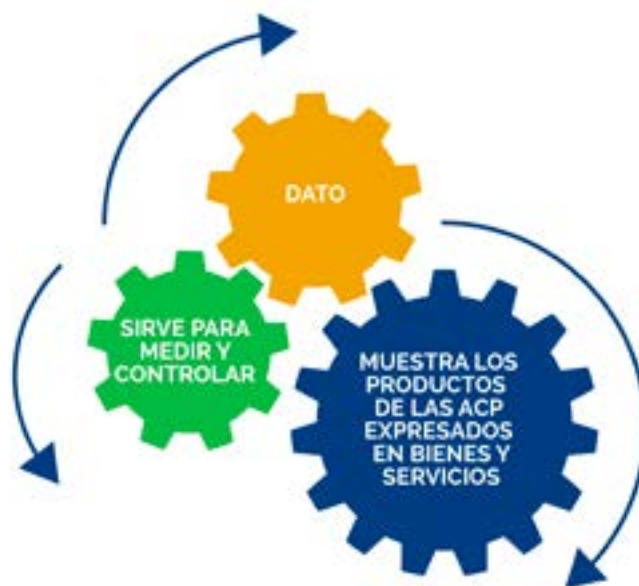 DATO
SIRVE PARA
MEDIR Y
CONTROLAR
MUESTRA LOS
PRODUCTOS
DE LAS ACP
EXPRESADOS
EN BIENES Y
SERVICIOS